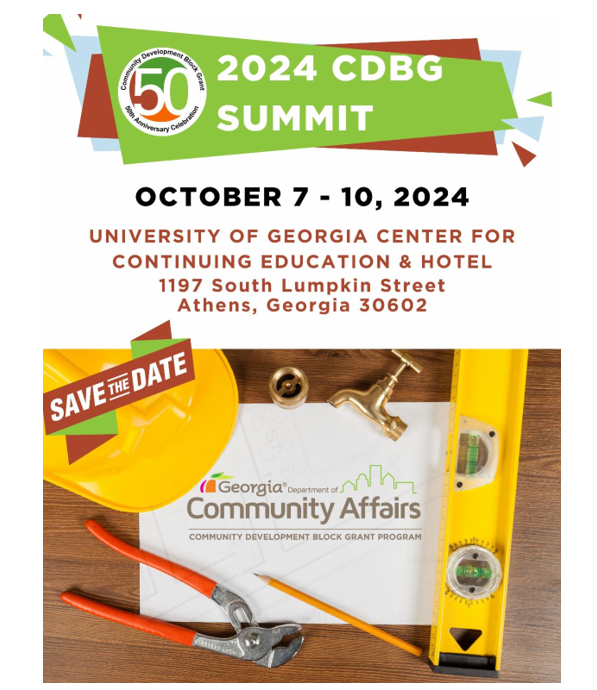 Community Development Block Grant
50
50th Anniversary Celebration
2024 CDBG
SUMMIT
OCTOBER 7 - 10, 2024
UNIVERSITY OF GEORGIA CENTER FOR
CONTINUING EDUCATION & HOTEL
1197 South Lumpkin Street
Athens, Georgia 30602
SAVE THE DATE
Georgia® Department of
Community Affairs
COMMUNITY DEVELOPMENT BLOCK GRANT PROGRAM